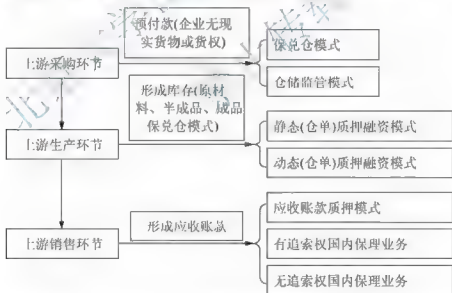 预付款(企业无现
实货物或货权)
上游采购环节
保兑仓模式
仓储监管模式
形成库存(原材
料、半成品、成品
保兑仓模式)
上游生产环节
静态(仓单)质押融资模式
动态(仓单)质押融资模式
形成应收账款
上游销售环节
应收账款质押模式
有追索权国内保理业务
无追索权国内保理业务